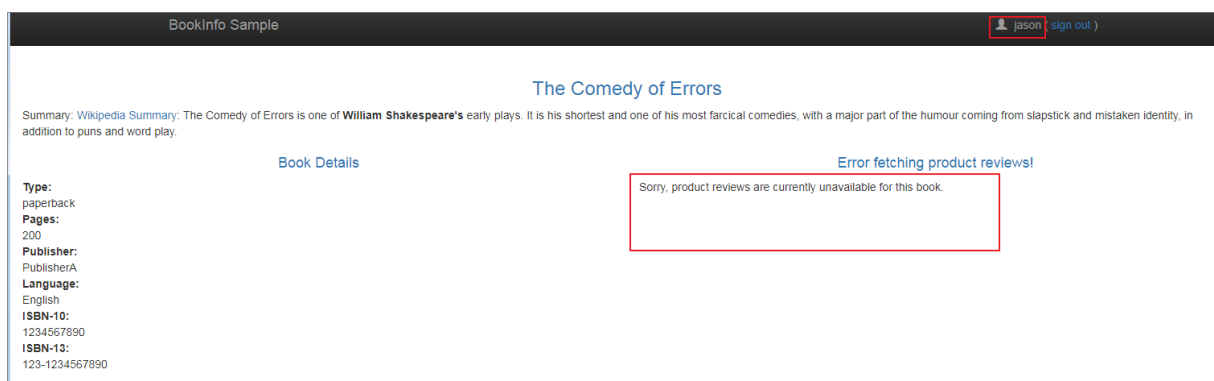 BookInfo Sample
jason ( sign out )
The Comedy of Errors
Summary: Wikipedia Summary: The Comedy of Errors is one of William Shakespeare's early plays. It is his shortest and one of his most farcical comedies, with a major part of the humour coming from slapstick and mistaken identity, in
addition to puns and word play.
Book Details
Type:
paperback
Pages:
200
Publisher:
PublisherA
Language:
English
ISBN-10:
1234567890
ISBN-13:
123-1234567890
Error fetching product reviews!
Sorry, product reviews are currently unavailable for this book.